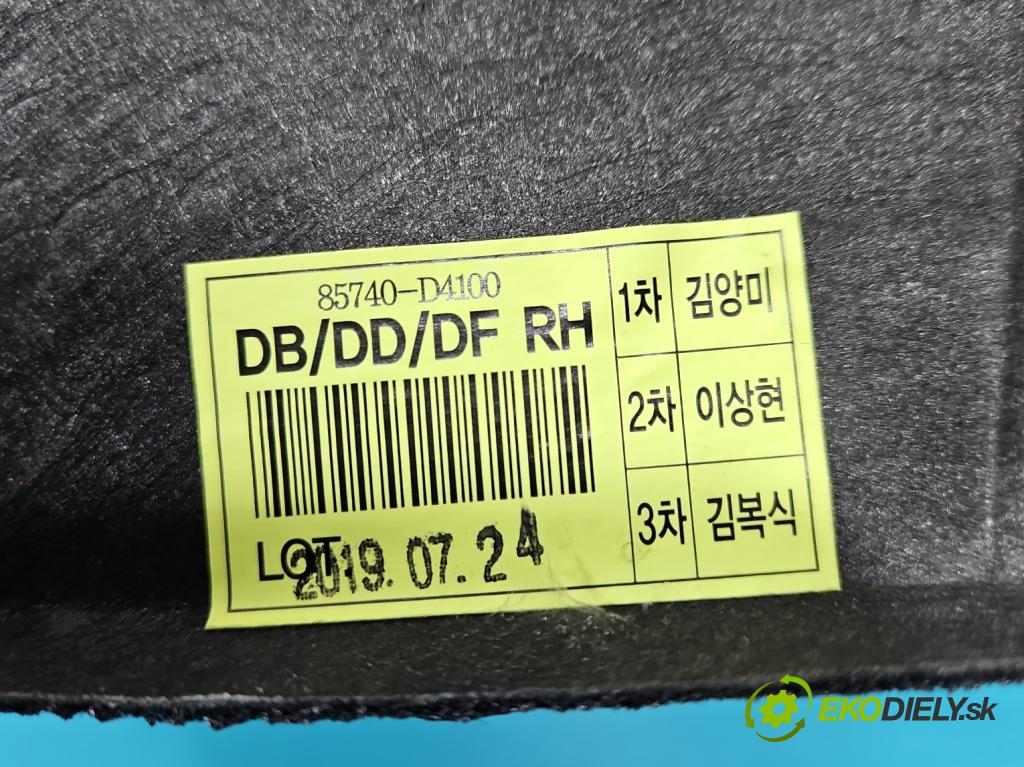 85740-D4100
DB/DD/DF RH
LOT 2019.07.24
1차 김양미
2차 이상현
3차 김복식
EKODIELY.sk